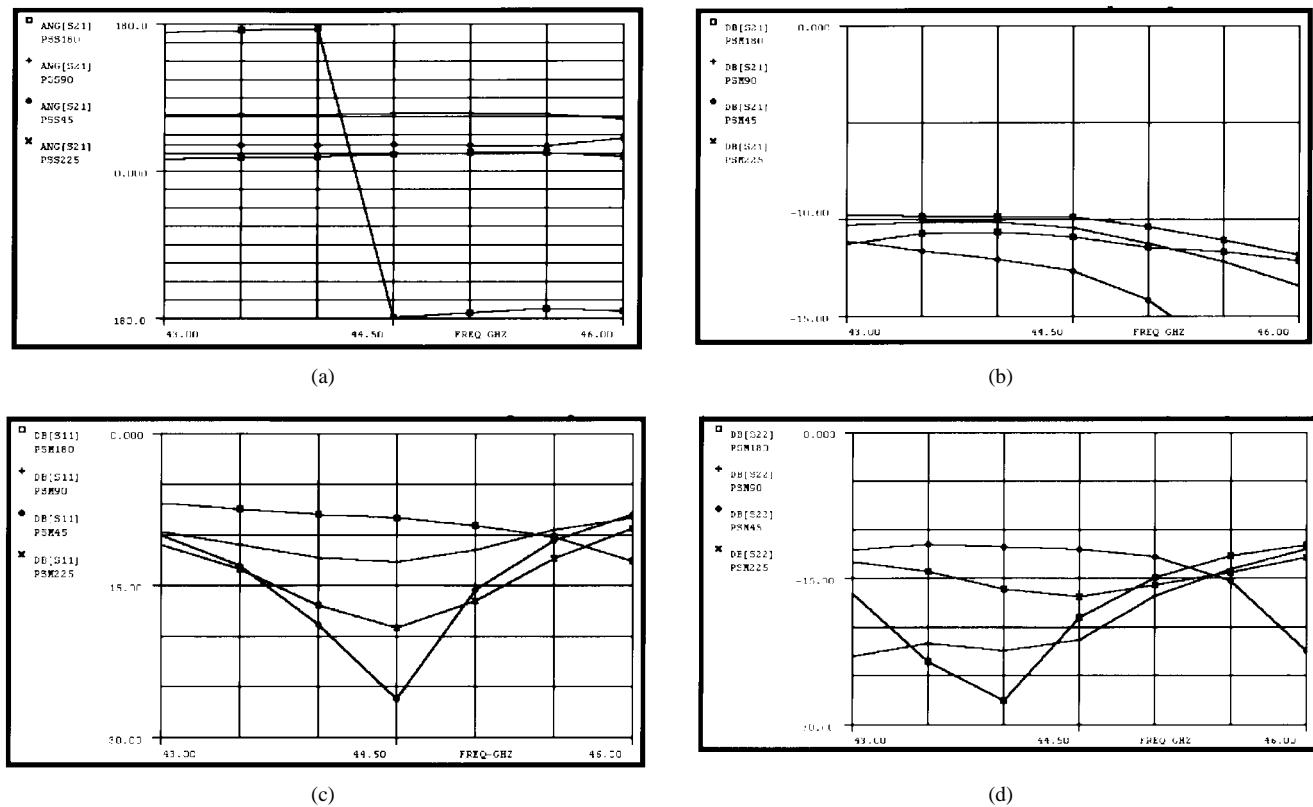 ANG[S21]
PSS180
ANG[S21]
PSS90
ANG[S21]
PSS45
ANG[S21]
PSS225
180.0
0.000
180.0
43.00 44.50 FREQ GHZ 46.00
(a)
DB[S21]
PSM180
DB[S21]
PSM90
DB[S21]
PSM45
DB[S21]
PSM225
0.000
-10.00
-15.00
43.00 44.50 FREQ GHZ 46.00
(b)
DB[S11]
PSM180
DB[S11]
PSM90
DB[S11]
PSM45
DB[S11]
PSM225
0.000
15.00
30.00
43.00 44.50 FREQ-GHZ 46.00
(c)
DB[S22]
PSM180
DB[S22]
PSM90
DB[S22]
PSM45
DB[S22]
PSM225
0.000
-15.00
43.00 44.50 FREQ GHZ 46.00
(d)